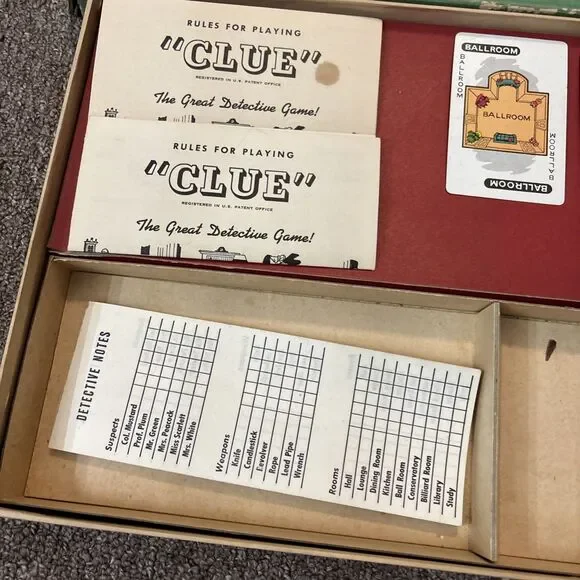 RULES FOR PLAYING
"CLUE"
REGISTERED IN U.S. PATENT OFFICE
The Great Detective Game!
RULES FOR PLAYING
"CLUE"
REGISTERED IN U.S. PATENT OFFICE
The Great Detective Game!
BALLROOM
BALLROOM
BALLROOM
BALLROOM
BALLROOM
DETECTIVE NOTES
Suspects
Col. Mustard
Prof. Plum
Mr. Green
Mrs. Peacock
Miss Scarlett
Mrs. White
Weapons
Knife
Candlestick
Revolver
Rope
Lead Pipe
Wrench
Rooms
Hall
Lounge
Dining Room
Kitchen
Ball Room
Conservatory
Billiard Room
Library
Study